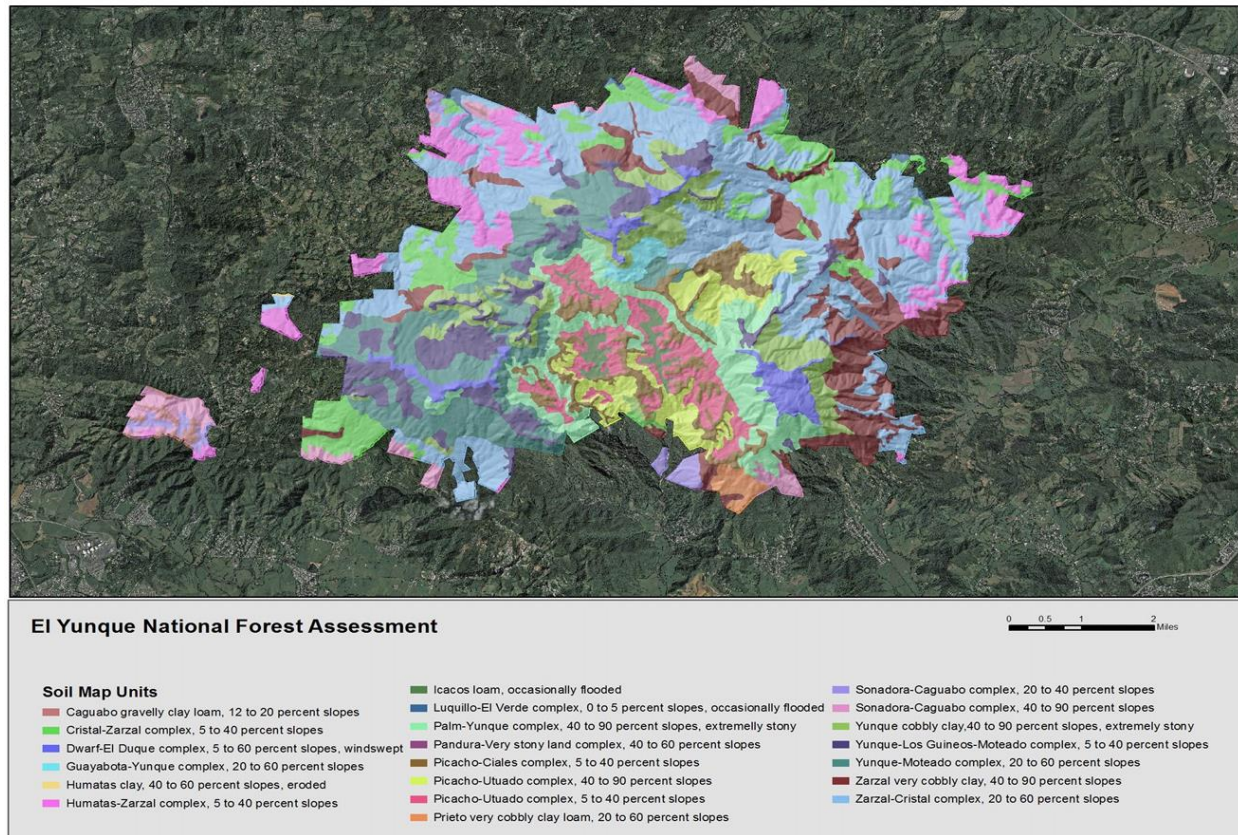 El Yunque National Forest Assessment
0 0.5 1 2
Miles
Soil Map Units
Caguabo gravelly clay loam, 12 to 20 percent slopes
Cristal-Zarzal complex, 5 to 40 percent slopes
Dwarf-El Duque complex, 5 to 60 percent slopes, windswept
Guayabota-Yunque complex, 20 to 60 percent slopes
Humatas clay, 40 to 60 percent slopes, eroded
Humatas-Zarzal complex, 5 to 40 percent slopes
Icacos loam, occasionally flooded
Luquillo-El Verde complex, 0 to 5 percent slopes, occasionally flooded
Palm-Yunque complex, 40 to 90 percent slopes, extremelly stony
Pandura-Very stony land complex, 40 to 60 percent slopes
Picacho-Ciales complex, 5 to 40 percent slopes
Picacho-Utuado complex, 40 to 90 percent slopes
Picacho-Utuado complex, 5 to 40 percent slopes
Prieto very cobbly clay loam, 20 to 60 percent slopes
Sonadora-Caguabo complex, 20 to 40 percent slopes
Sonadora-Caguabo complex, 40 to 90 percent slopes
Yunque cobbly clay,40 to 90 percent slopes, extremely stony
Yunque-Los Guineos-Moteado complex, 5 to 40 percent slopes
Yunque-Moteado complex, 20 to 60 percent slopes
Zarzal very cobbly clay, 40 to 90 percent slopes
Zarzal-Cristal complex, 20 to 60 percent slopes